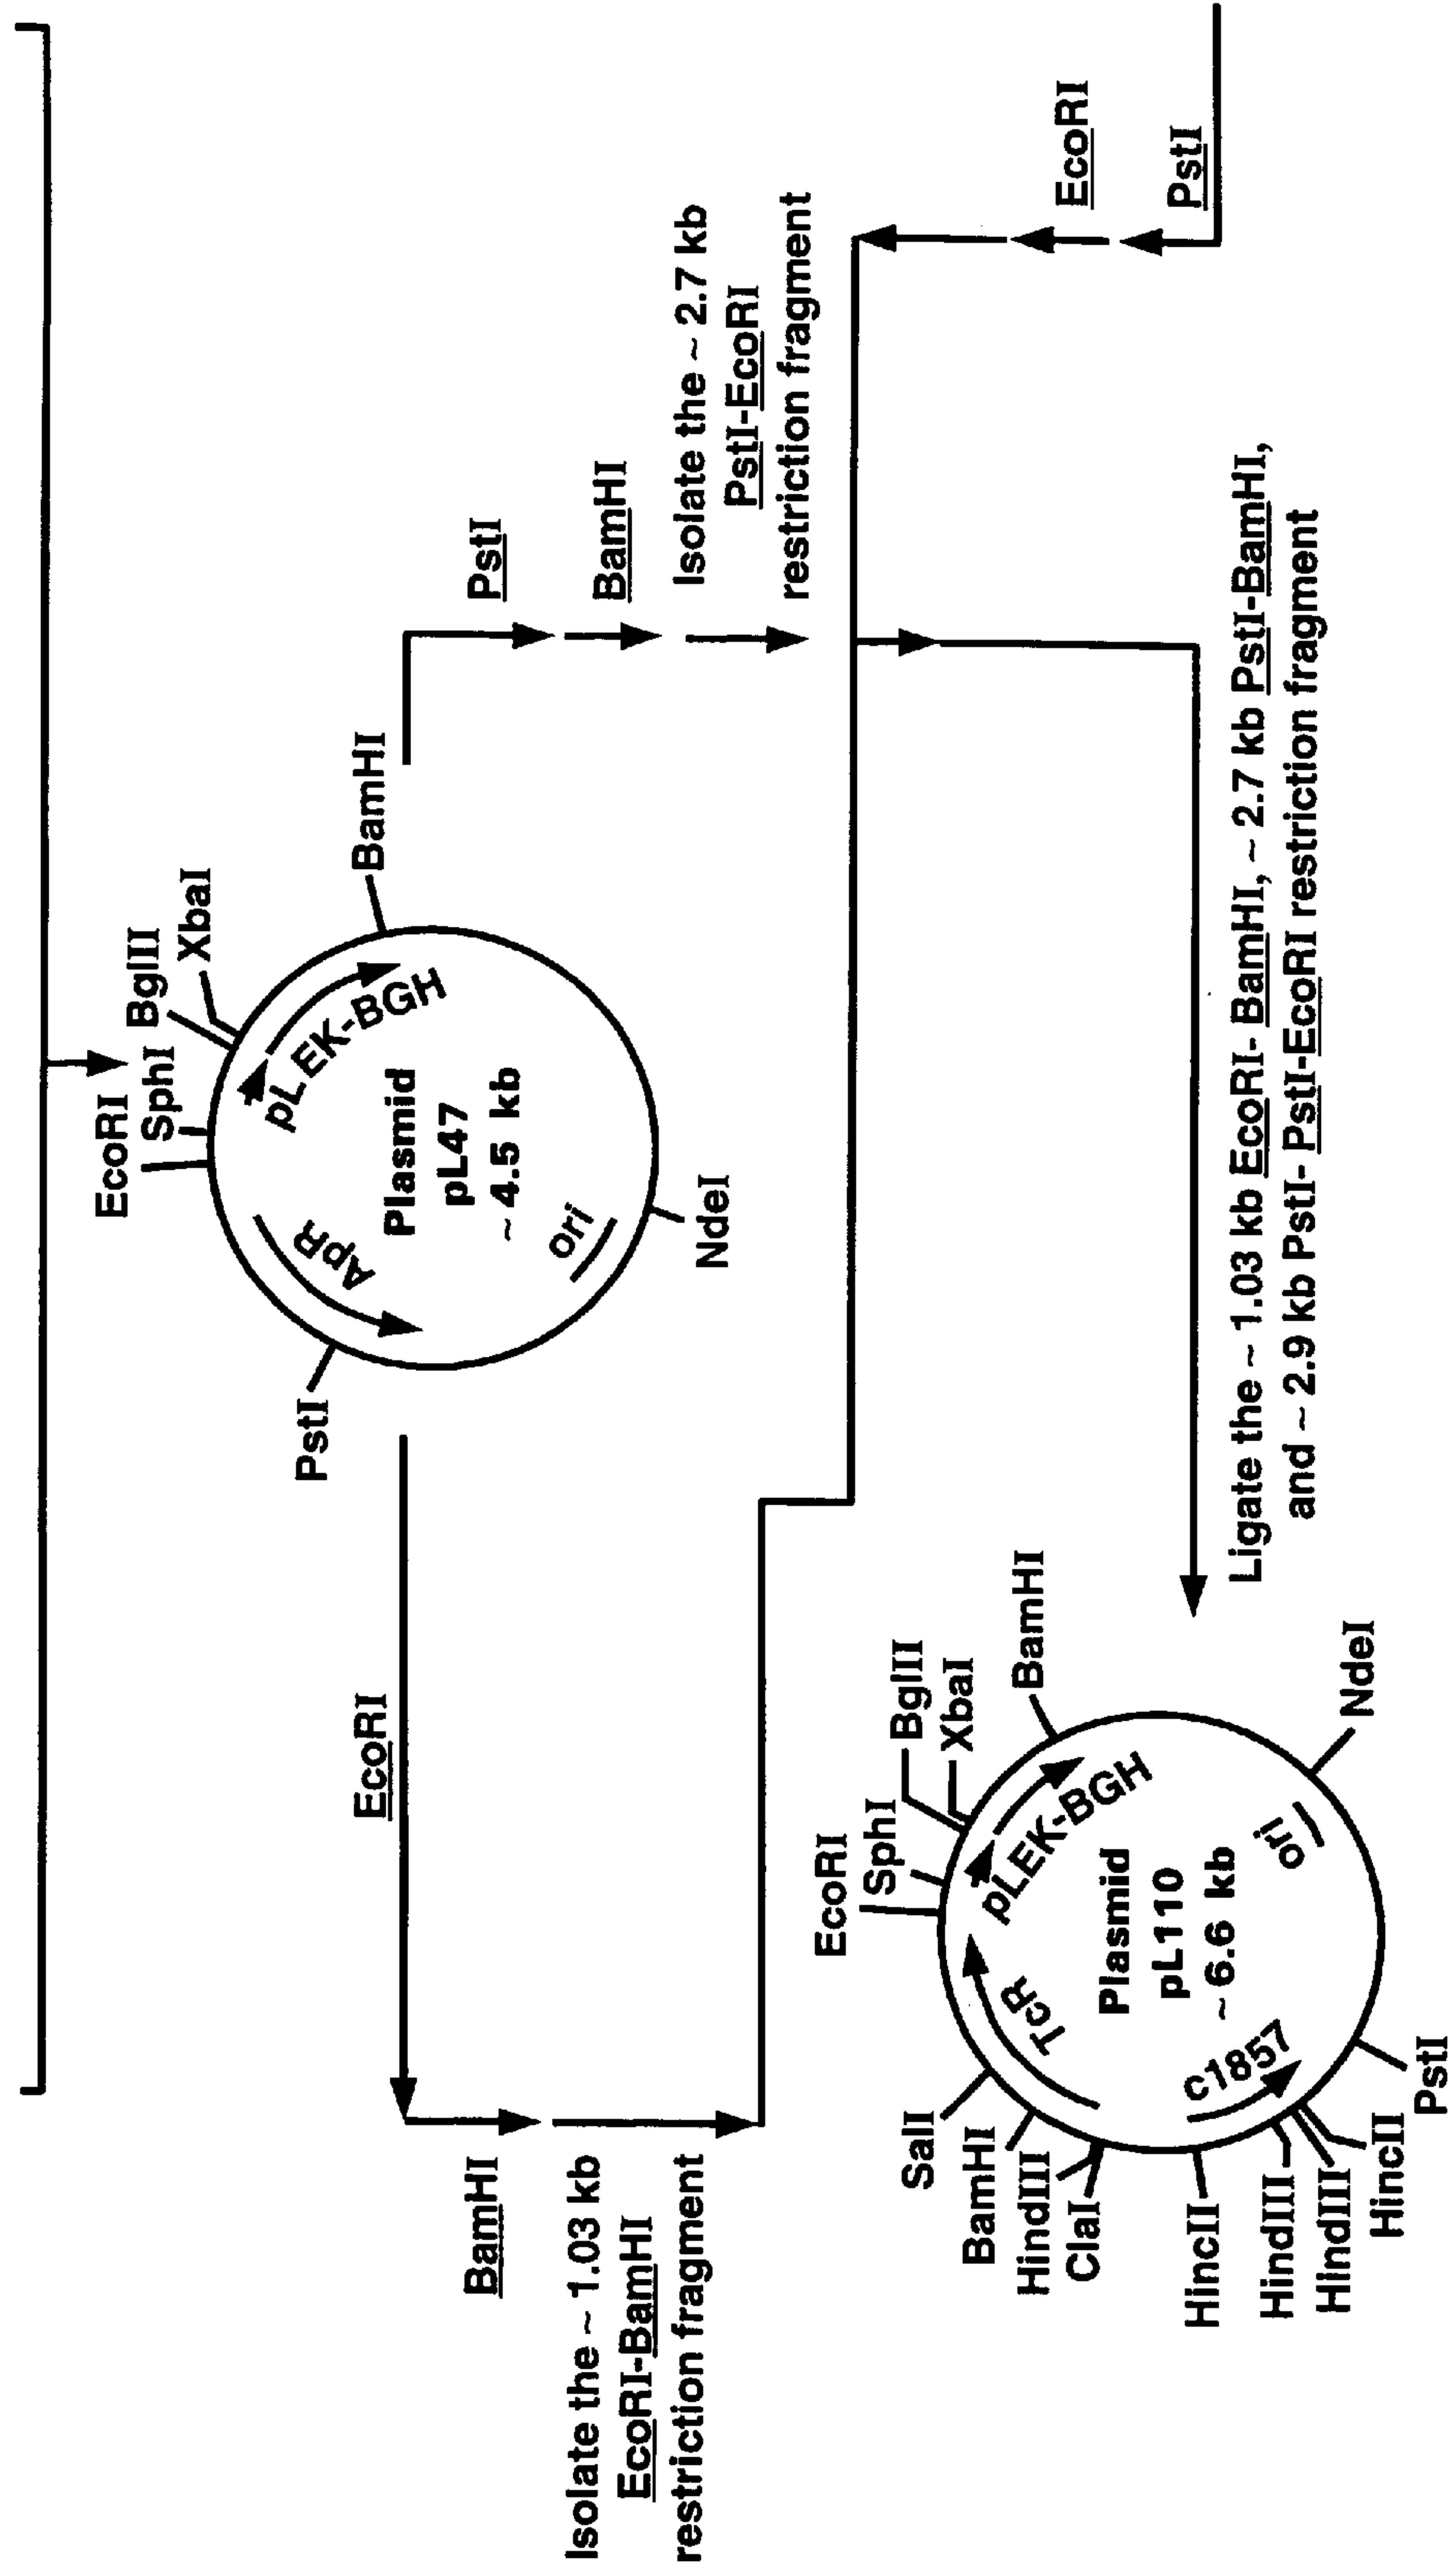 EcoRI
SphI
BglII
XbaI
BamHI
PstI
NdeI
ApR
pLEK-BGH
ori
Plasmid
pL47
~4.5 kb
EcoRI
BamHI
Isolate the ~ 1.03 kb
EcoRI-BamHI
restriction fragment
PstI
BamHI
Isolate the ~ 2.7 kb
PstI-EcoRI
restriction fragment
EcoRI
PstI
Ligate the ~ 1.03 kb EcoRI- BamHI, ~ 2.7 kb PstI-BamHI,
and ~ 2.9 kb PstI- PstI-EcoRI restriction fragment
EcoRI
SphI
BglII
XbaI
BamHI
NdeI
SalI
BamHI
HindIII
ClaI
HincII
HindIII
HindIII
HincII
PstI
TcR
pLEK-BGH
ori
c1857
Plasmid
pL110
~6.6 kb